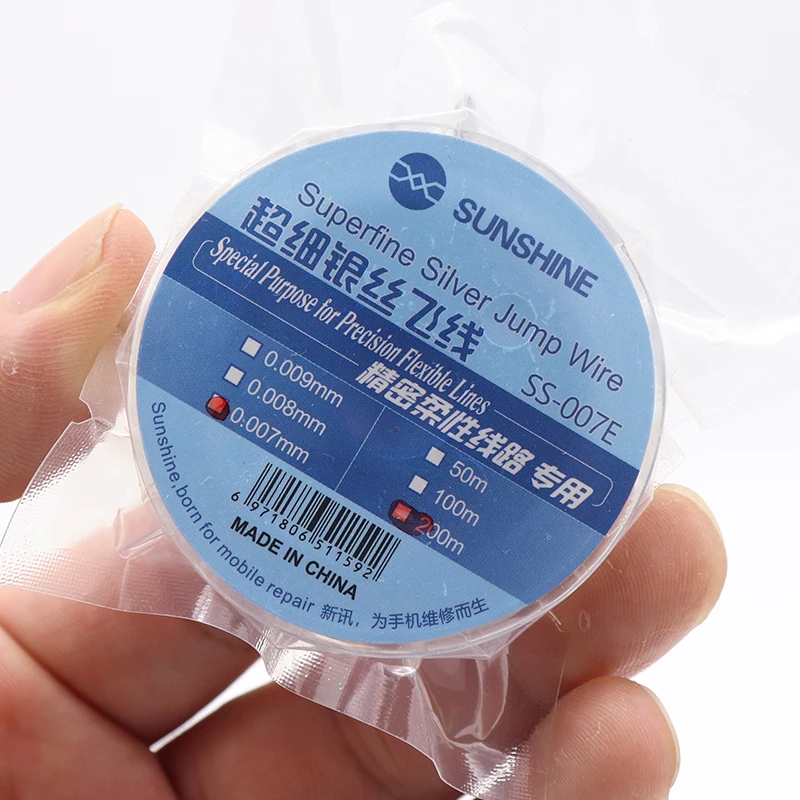 SUNSHINE
Superfine Silver Jump Wire
超细银丝飞线
SS-007E
Special Purpose for Precision Flexible Lines
精密柔性线路 专用
0.009mm
0.008mm
0.007mm
50m
100m
200m
6 971806 511592
MADE IN CHINA
Sunshine,born for mobile repair 新讯，为手机维修而生